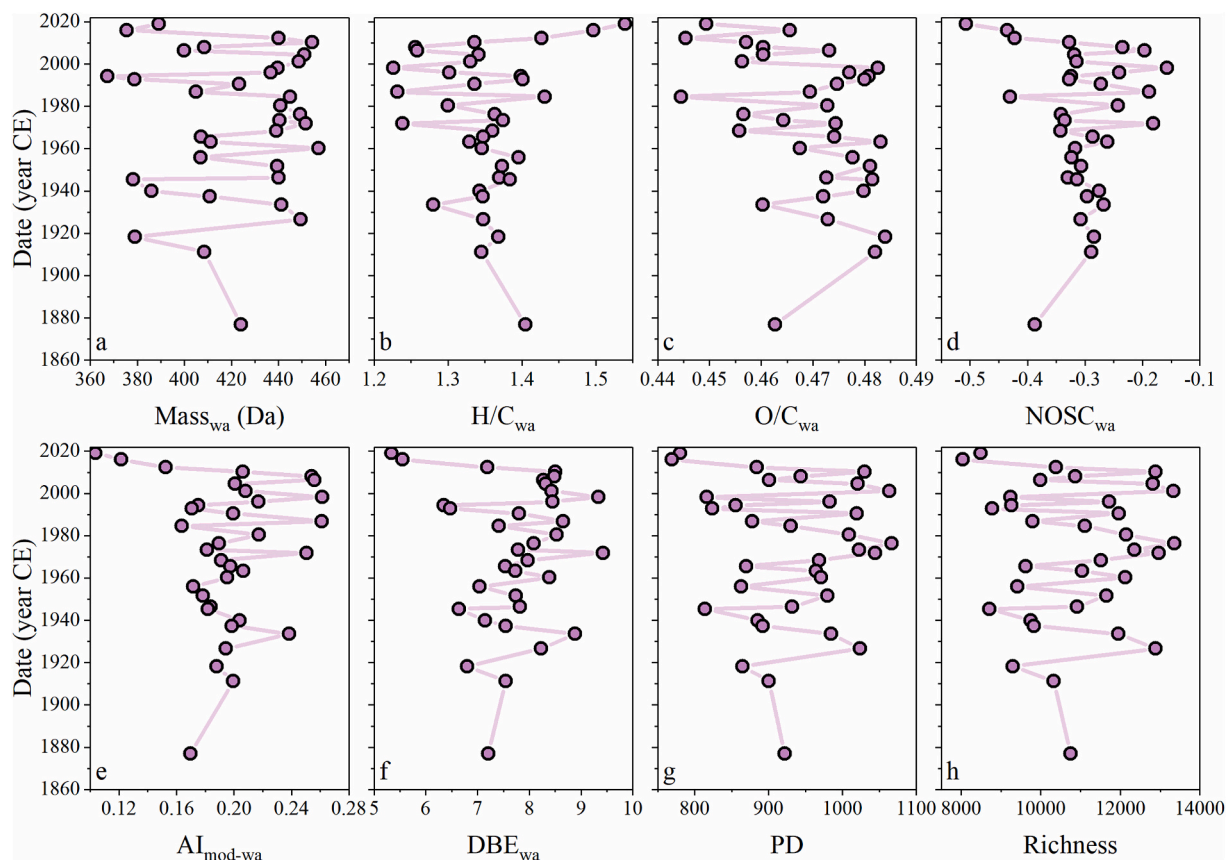 2020
2000
1980
1960
1940
1920
1900
1880
1860
Date (year CE)
a
b
c
d
360 380 400 420 440 460
1.2 1.3 1.4 1.5
0.44 0.45 0.46 0.47 0.48 0.49
-0.5 -0.4 -0.3 -0.2 -0.1
Mass_wa (Da)
H/C_wa
O/C_wa
NOSC_wa
2020
2000
1980
1960
1940
1920
1900
1880
1860
Date (year CE)
e
f
g
h
0.12 0.16 0.20 0.24 0.28
5 6 7 8 9 10
800 900 1000 1100
8000 10000 12000 14000
AI_mod-wa
DBE_wa
PD
Richness